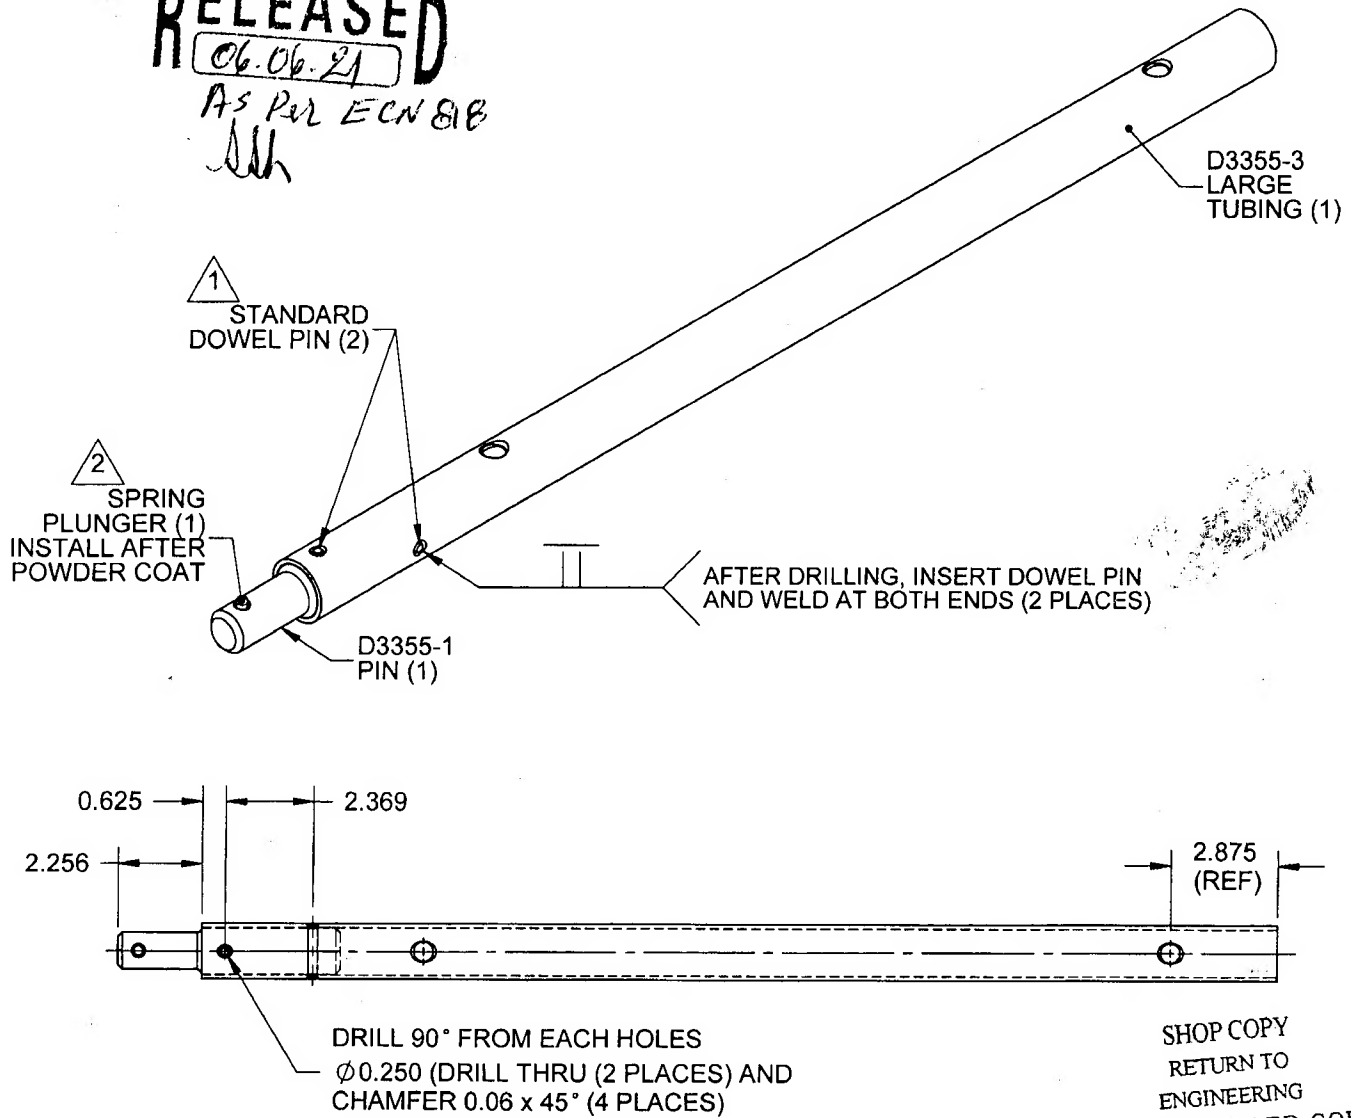 RELEASED
06.06.21
As Per ECN 818
D3355-3
LARGE
TUBING (1)
1
STANDARD
DOWEL PIN (2)
2
SPRING
PLUNGER (1)
INSTALL AFTER
POWDER COAT
AFTER DRILLING, INSERT DOWEL PIN
AND WELD AT BOTH ENDS (2 PLACES)
D3355-1
PIN (1)
0.625
2.369
2.256
2.875
(REF)
DRILL 90° FROM EACH HOLES
Ø0.250 (DRILL THRU (2 PLACES) AND
CHAMFER 0.06 x 45° (4 PLACES)
SHOP COPY
RETURN TO
ENGINEERING